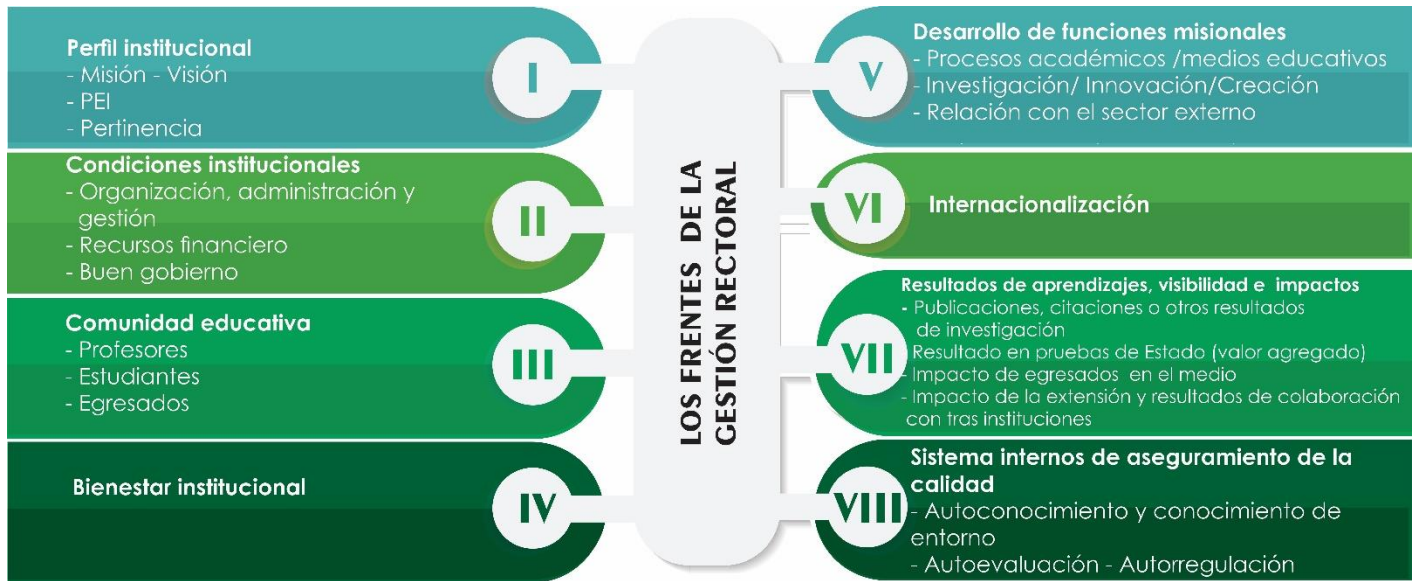 Perfil institucional
- Misión - Visión
- PEI
- Pertinencia
I
Condiciones institucionales
- Organización, administración y
gestión
- Recursos financiero
- Buen gobierno
II
Comunidad educativa
- Profesores
- Estudiantes
- Egresados
III
Bienestar institucional
IV
LOS FRENTES DE LA
GESTIÓN RECTORAL
Desarrollo de funciones misionales
- Procesos académicos /medios educativos
- Investigación/ Innovación/Creación
- Relación con el sector externo
V
Internacionalización
VI
Resultados de aprendizajes, visibilidad e impactos
- Publicaciones, citaciones o otros resultados
de investigación
Resultado en pruebas de Estado (valor agregado)
- Impacto de egresados en el medio
- Impacto de la extensión y resultados de colaboración
con tras instituciones
VII
Sistema internos de aseguramiento de la
calidad
- Autoconocimiento y conocimiento de
entorno
- Autoevaluación - Autorregulación
VIII